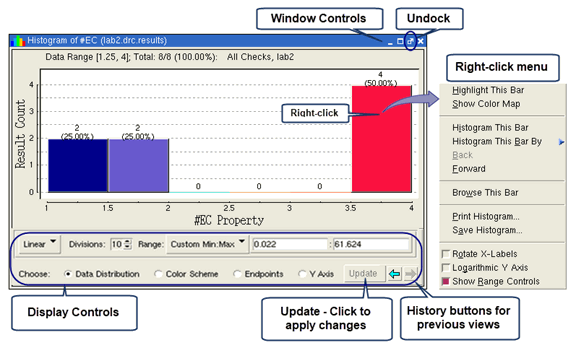 Window Controls
Undock
Histogram of #EC (lab2.drc.results)
Data Range [1.25, 4]; Total: 8/8 (100.00%): All Checks, lab2
Right-click menu
Result Count
4
3
2
1
0
2
(25.00%)
2
(25.00%)
0
0
0
4
(50.00%)
Right-click
1
1.5
2
2.5
3
3.5
4
#EC Property
Highlight This Bar
Show Color Map
Histogram This Bar
Histogram This Bar By
Back
Forward
Browse This Bar
Print Histogram...
Save Histogram...
Rotate X-Labels
Logarithmic Y Axis
Show Range Controls
Linear Divisions: 10 Range: Custom Min:Max 0.022 : 61.624
Choose: Data Distribution Color Scheme Endpoints Y Axis Update
Display Controls
Update - Click to
apply changes
History buttons for
previous views